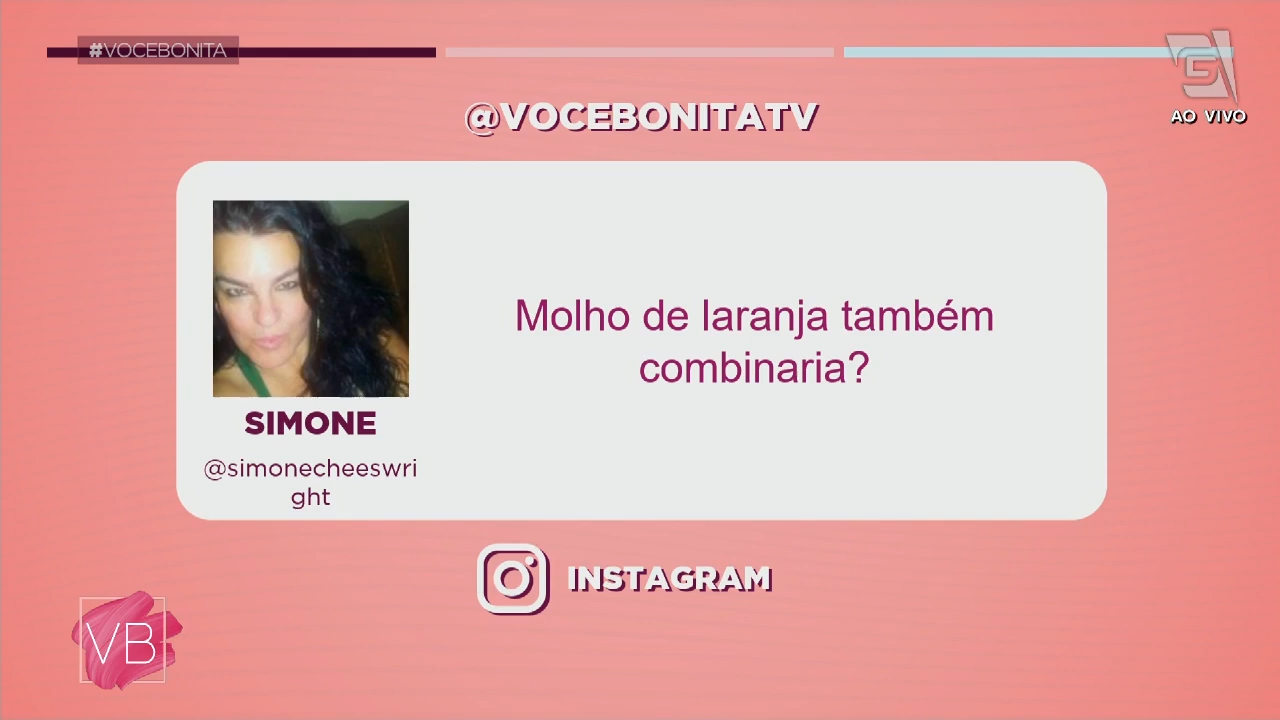 #VOCEBONITA
AO VIVO
@VOCEBONITATV
Molho de laranja também
combinaria?
SIMONE
@simonecheeswri
ght
INSTAGRAM
VB